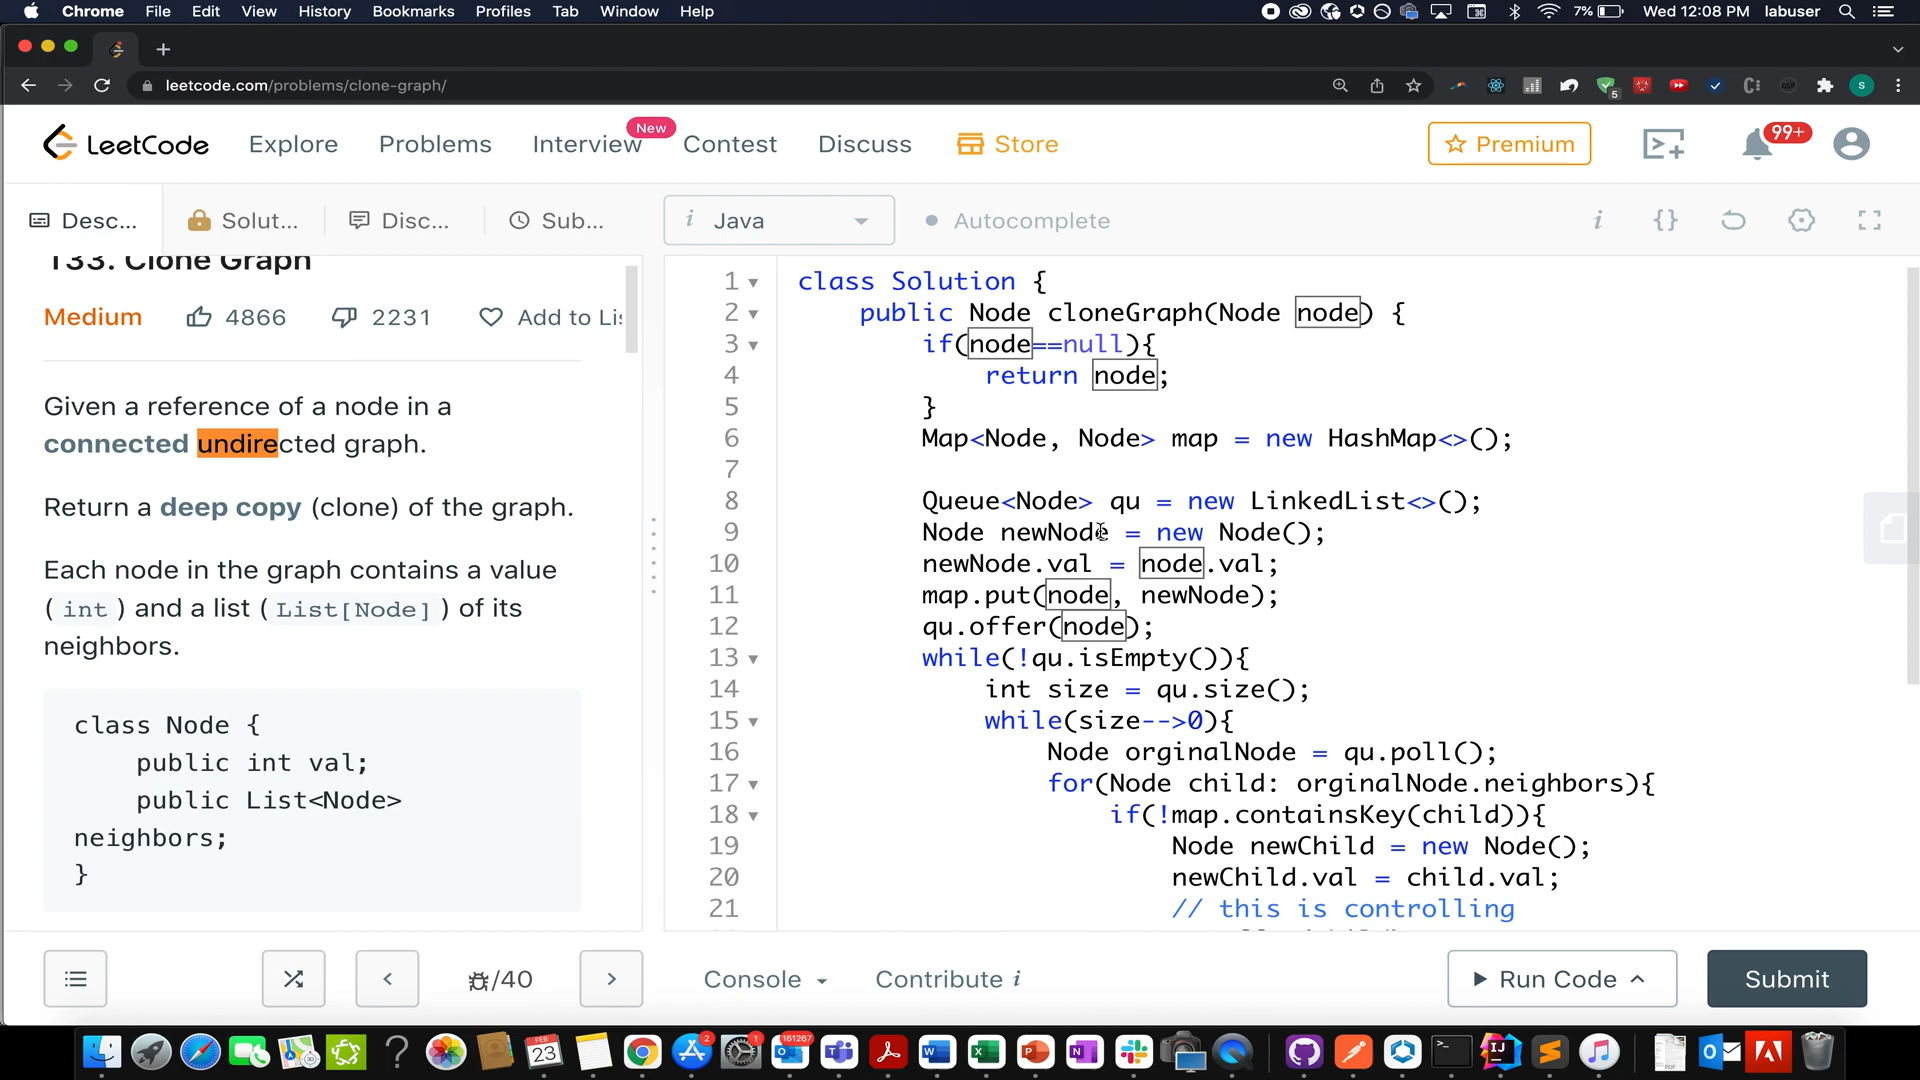 Chrome File Edit View History Bookmarks Profiles Tab Window Help 7% Wed 12:08 PM labuser
leetcode.com/problems/clone-graph/ 5 S
LeetCode Explore Problems Interview New Contest Discuss Store Premium 99+
Desc... Solut... Disc... Sub... i Java Autocomplete i {}
133. Clone Graph
Medium 4866 2231 Add to Lis
Given a reference of a node in a
connected undirected graph.
Return a deep copy (clone) of the graph.
Each node in the graph contains a value
( int ) and a list ( List[Node] ) of its
neighbors.
class Node {
public int val;
public List<Node>
neighbors;
}
1 class Solution {
2 public Node cloneGraph(Node node) {
3 if(node==null){
4 return node;
5 }
6 Map<Node, Node> map = new HashMap<>();
7
8 Queue<Node> qu = new LinkedList<>();
9 Node newNode = new Node();
10 newNode.val = node.val;
11 map.put(node, newNode);
12 qu.offer(node);
13 while(!qu.isEmpty()){
14 int size = qu.size();
15 while(size-->0){
16 Node orginalNode = qu.poll();
17 for(Node child: orginalNode.neighbors){
18 if(!map.containsKey(child)){
19 Node newChild = new Node();
20 newChild.val = child.val;
21 // this is controlling
/40 Console Contribute i Run Code Submit
FEB 23 2 1 161267